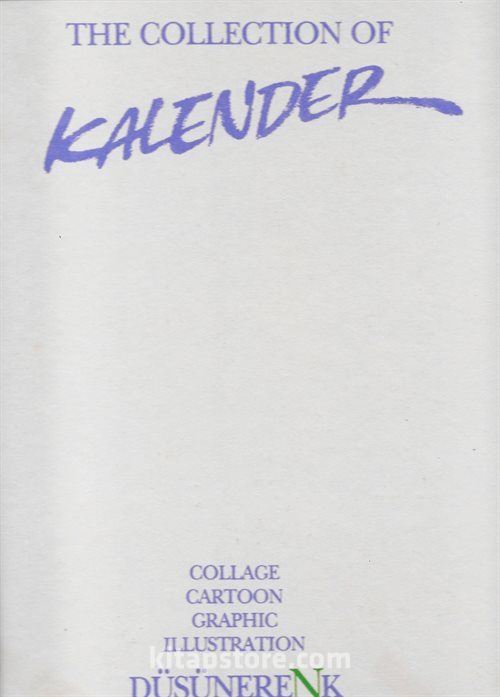 THE COLLECTION OF
KALENDER
COLLAGE
CARTOON
GRAPHIC
ILLUSTRATION
kitapstore.com
DÜŞÜNERENK